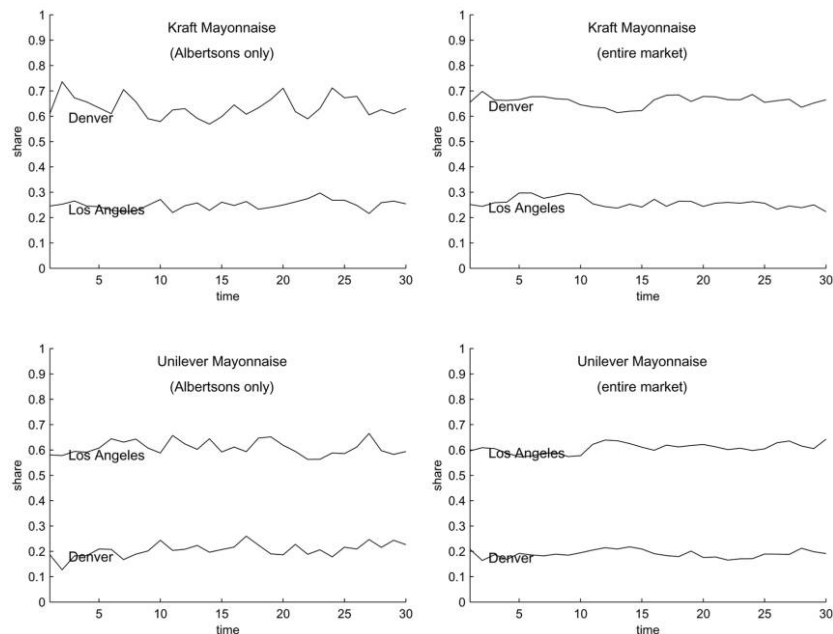 Kraft Mayonnaise
(Albertsons only)
1
0.9
0.8
0.7
0.6
0.5
0.4
0.3
0.2
0.1
0
share
Denver
Los Angeles
5 10 15 20 25 30
time
Kraft Mayonnaise
(entire market)
1
0.9
0.8
0.7
0.6
0.5
0.4
0.3
0.2
0.1
0
share
Denver
Los Angeles
5 10 15 20 25 30
time
Unilever Mayonnaise
(Albertsons only)
1
0.9
0.8
0.7
0.6
0.5
0.4
0.3
0.2
0.1
0
share
Los Angeles
Denver
5 10 15 20 25 30
time
Unilever Mayonnaise
(entire market)
1
0.9
0.8
0.7
0.6
0.5
0.4
0.3
0.2
0.1
0
share
Los Angeles
Denver
5 10 15 20 25 30
time